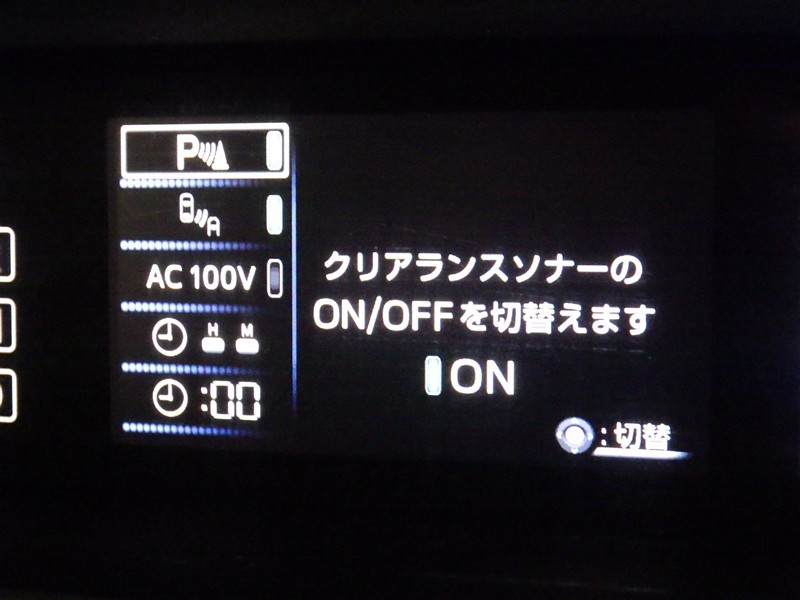 P
A
AC 100V
H M
:00
クリアランスソナーの
ON/OFFを切替えます
ON
:切替